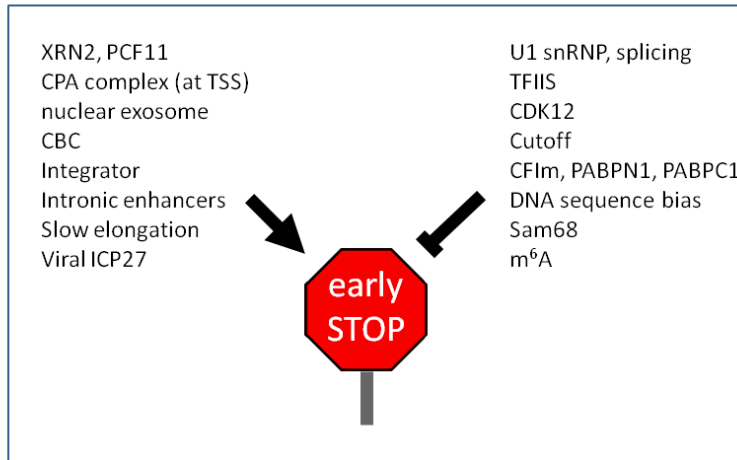 XRN2, PCF11
CPA complex (at TSS)
nuclear exosome
CBC
Integrator
Intronic enhancers
Slow elongation
Viral ICP27
U1 snRNP, splicing
TFIIS
CDK12
Cutoff
CFIm, PABPN1, PABPC1
DNA sequence bias
Sam68
m⁶A
early
STOP